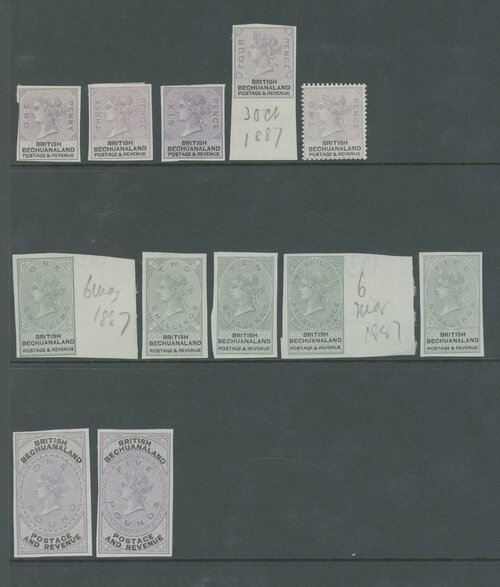 ONE PENNY
BRITISH
BECHUANALAND
POSTAGE & REVENUE
THREE PENCE
BRITISH
BECHUANALAND
POSTAGE & REVENUE
SIX PENCE
BRITISH
BECHUANALAND
POSTAGE & REVENUE
FOUR PENCE
BRITISH
BECHUANALAND
POSTAGE & REVENUE
3 Oct
1887
TWO PENCE
BRITISH
BECHUANALAND
POSTAGE & REVENUE
ONE
SHILLING
BRITISH
BECHUANALAND
POSTAGE & REVENUE
6
1887
TWO
SHILLINGS
BRITISH
BECHUANALAND
POSTAGE & REVENUE
TEN
SHILLINGS
BRITISH
BECHUANALAND
POSTAGE & REVENUE
BRITISH
BECHUANALAND
POSTAGE & REVENUE
6
Mar
1887
FIVE
SHILLINGS
BRITISH
BECHUANALAND
POSTAGE & REVENUE
BRITISH
BECHUANALAND
ONE
POUND
POSTAGE
AND REVENUE
BRITISH
BECHUANALAND
FIVE
POUNDS
POSTAGE
AND REVENUE